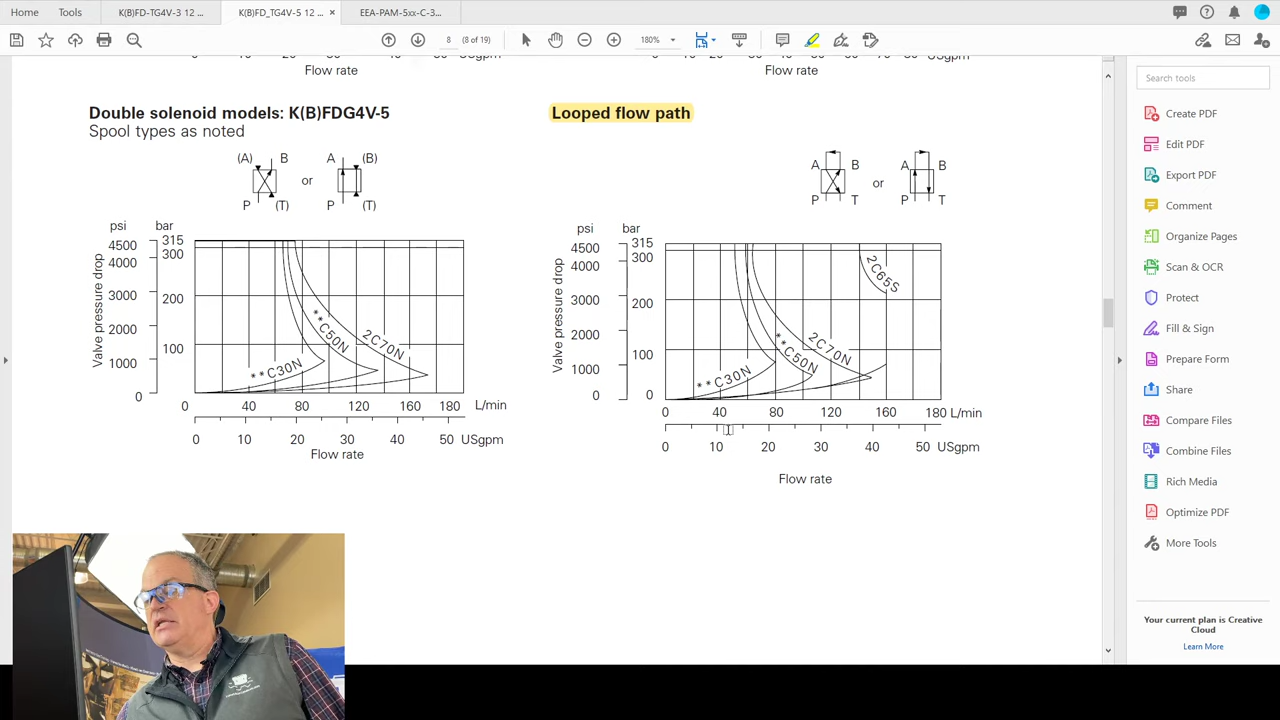 Home
Tools
K(B)FD-TG4V-3 12 ...
K(B)FD_TG4V-5 12 ... ×
EEA-PAM-5xx-C-3...
8 (8 of 19)
180%
Search tools
Flow rate
Flow rate
Double solenoid models: K(B)FDG4V-5
Spool types as noted
(A) B
or
A (B)
P (T)
P (T)
psi bar
4500 315
4000 300
3000 200
2000
1000 100
0
Valve pressure drop
**C30N
**C50N
2C70N
0 40 80 120 160 180 L/min
0 10 20 30 40 50 USgpm
Flow rate
Looped flow path
A B
or
A B
P T
P T
psi bar
4500 315
4000 300
3000 200
2000
1000 100
0 0
Valve pressure drop
**C30N
**C50N
2C70N
2C65S
0 40 80 120 160 180 L/min
0 10 20 30 40 50 USgpm
Flow rate
Create PDF
Edit PDF
Export PDF
Comment
Organize Pages
Scan & OCR
Protect
Fill & Sign
Prepare Form
Share
Compare Files
Combine Files
Rich Media
Optimize PDF
More Tools
Your current plan is Creative
Cloud
Learn More